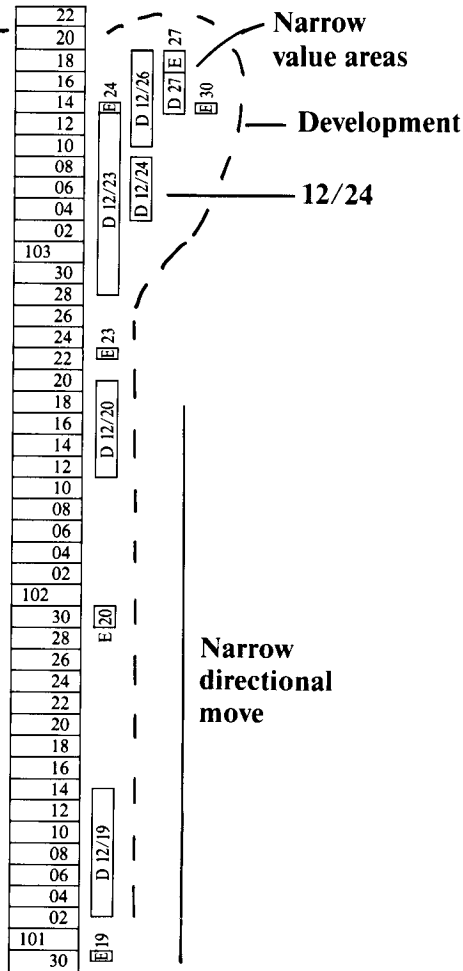 22
20
18
16
14
12
10
08
06
04
02
103
30
28
26
24
22
20
18
16
14
12
10
08
06
04
02
102
30
28
26
24
22
20
18
16
14
12
10
08
06
04
02
101
30
E 24
D 12/23
E 23
D 12/20
E 20
D 12/19
E 19
D 12/26
D 12/24
D 27 E 27
E 30
Narrow
value areas
Development
12/24
Narrow
directional
move